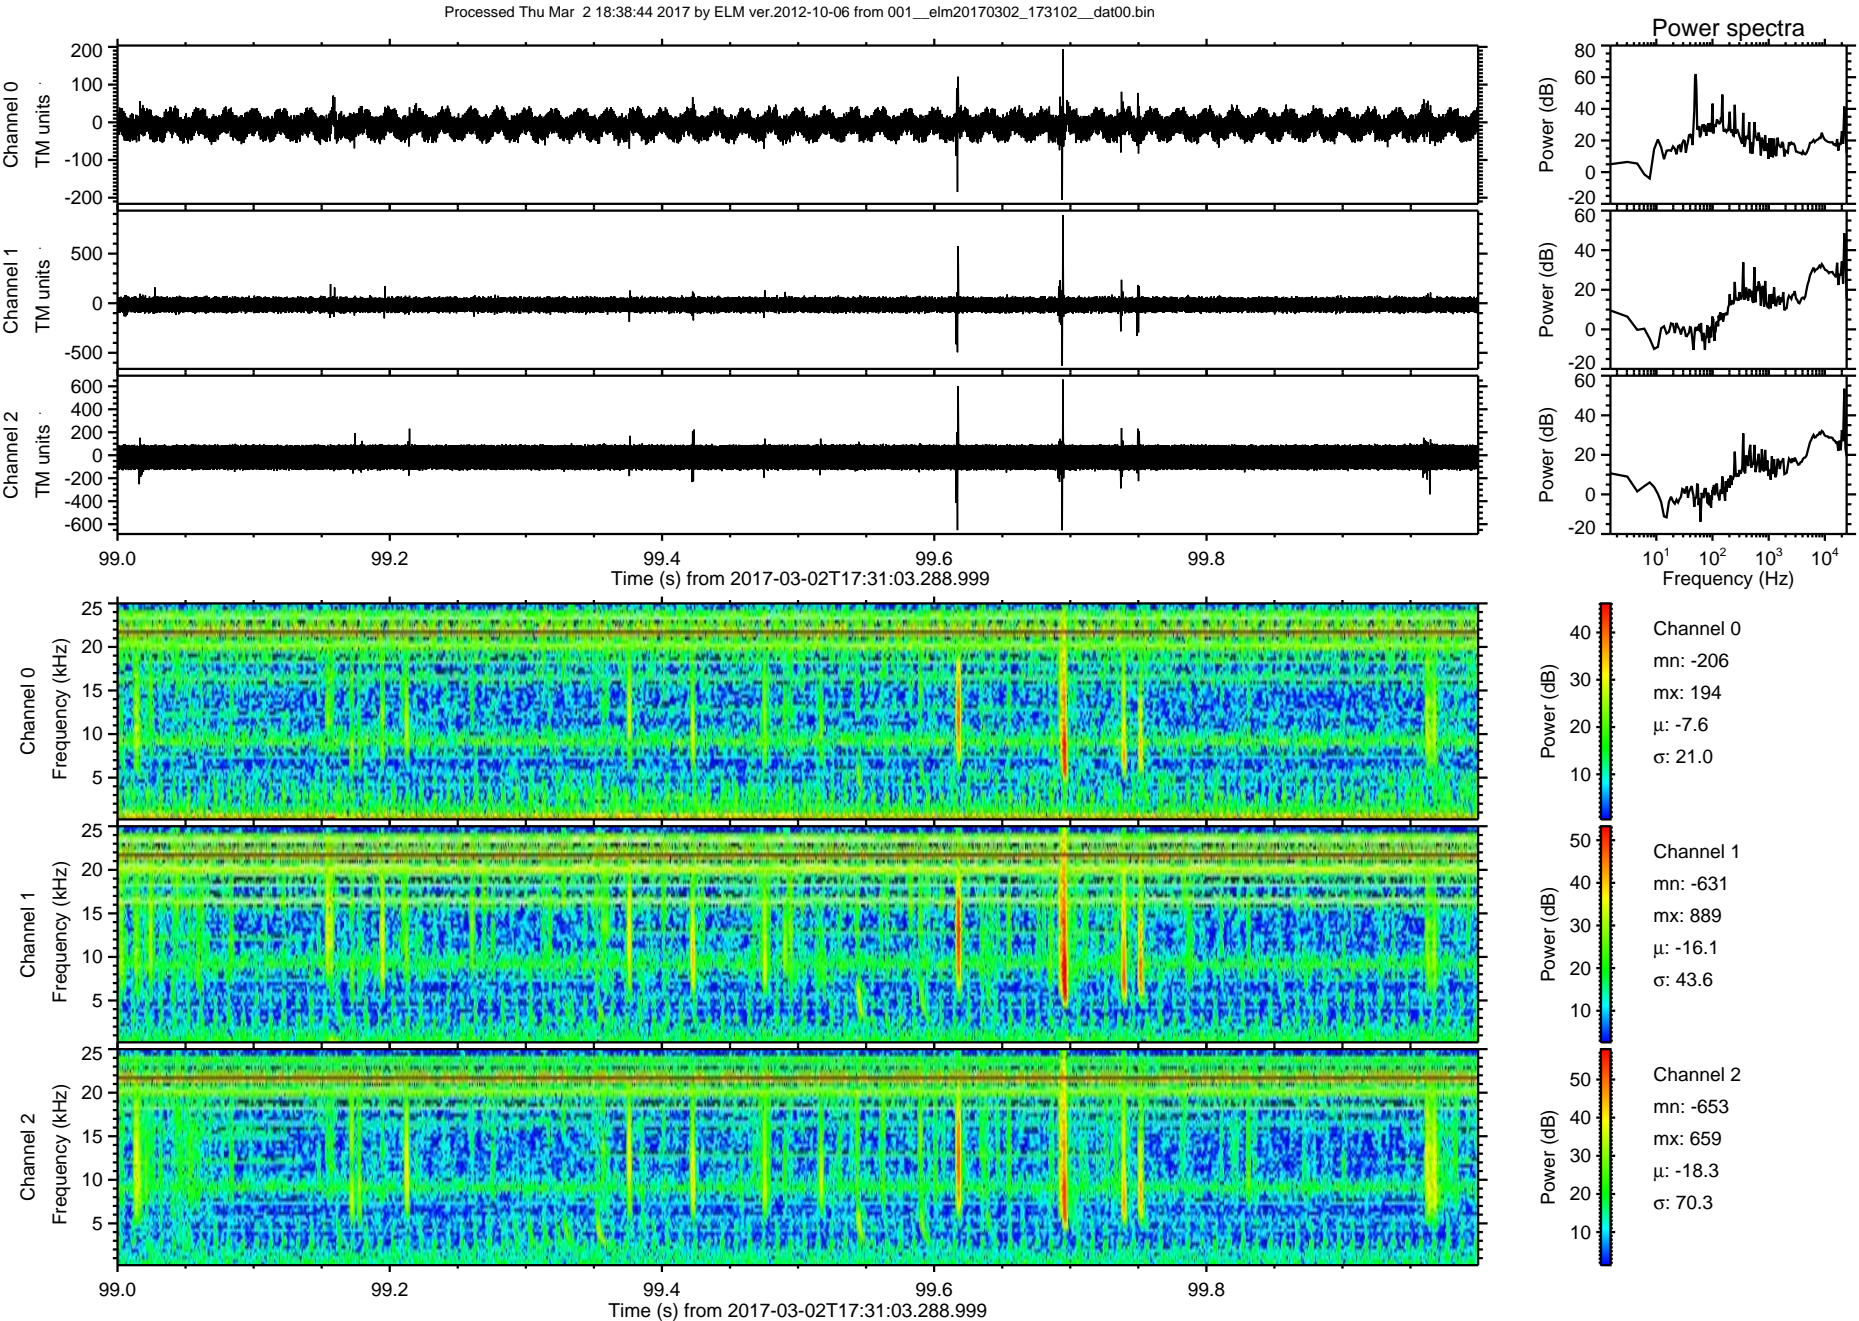 Processed Thu Mar  2 18:38:44 2017 by ELM ver.2012-10-06 from 001__elm20170302_173102__dat00.bin
Power spectra
Channel 0
TM units
200
100
0
-100
-200
Power (dB)
80
60
40
20
0
-20
Channel 1
TM units
500
0
-500
Power (dB)
60
40
20
0
-20
Channel 2
TM units
600
400
200
0
-200
-400
-600
Power (dB)
60
40
20
0
-20
99.0 99.2 99.4 99.6 99.8
Time (s) from 2017-03-02T17:31:03.288.999
10^1 10^2 10^3 10^4
Frequency (Hz)
Channel 0
Frequency (kHz)
25
20
15
10
5
Power (dB)
40
30
20
10
Channel 0
mn: -206
mx: 194
μ: -7.6
σ: 21.0
Channel 1
Frequency (kHz)
25
20
15
10
5
Power (dB)
50
40
30
20
10
Channel 1
mn: -631
mx: 889
μ: -16.1
σ: 43.6
Channel 2
Frequency (kHz)
25
20
15
10
5
Power (dB)
50
40
30
20
10
Channel 2
mn: -653
mx: 659
μ: -18.3
σ: 70.3
99.0 99.2 99.4 99.6 99.8
Time (s) from 2017-03-02T17:31:03.288.999